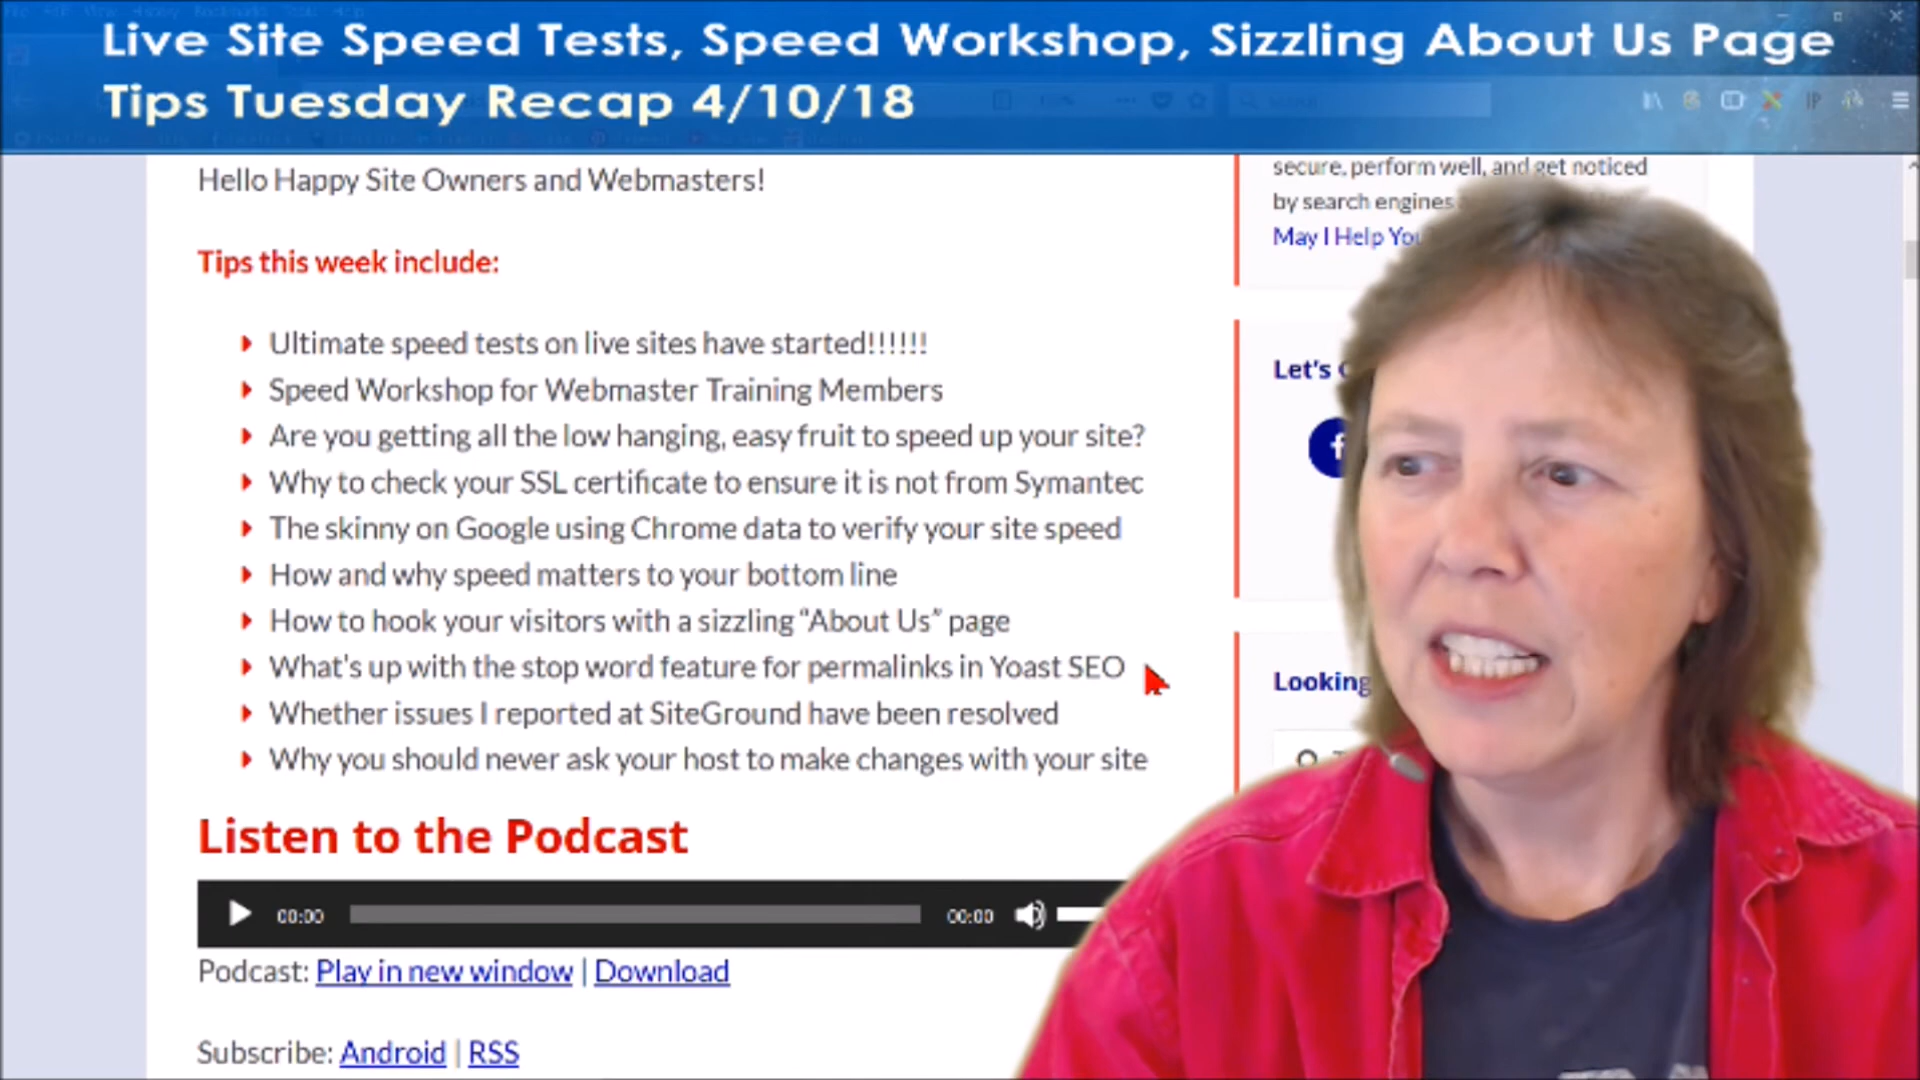 Live Site Speed Tests, Speed Workshop, Sizzling About Us Page
Tips Tuesday Recap 4/10/18
Hello Happy Site Owners and Webmasters!
Tips this week include:
Ultimate speed tests on live sites have started!!!!!!
Speed Workshop for Webmaster Training Members
Are you getting all the low hanging, easy fruit to speed up your site?
Why to check your SSL certificate to ensure it is not from Symantec
The skinny on Google using Chrome data to verify your site speed
How and why speed matters to your bottom line
How to hook your visitors with a sizzling “About Us” page
What's up with the stop word feature for permalinks in Yoast SEO
Whether issues I reported at SiteGround have been resolved
Why you should never ask your host to make changes with your site
Listen to the Podcast
00:00 00:00
Podcast: Play in new window | Download
Subscribe: Android | RSS
secure, perform well, and get noticed
by search engines
May I Help You
Let's
f
Looking